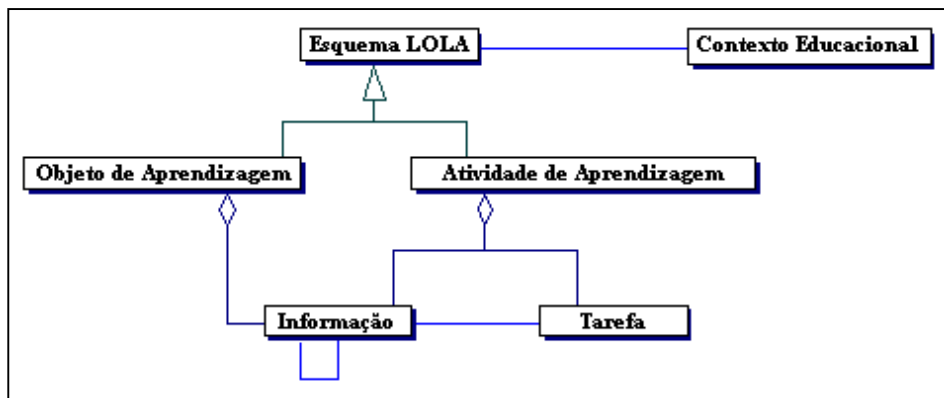 Esquema LOLA
Contexto Educacional
Objeto de Aprendizagem
Atividade de Aprendizagem
Informação
Tarefa